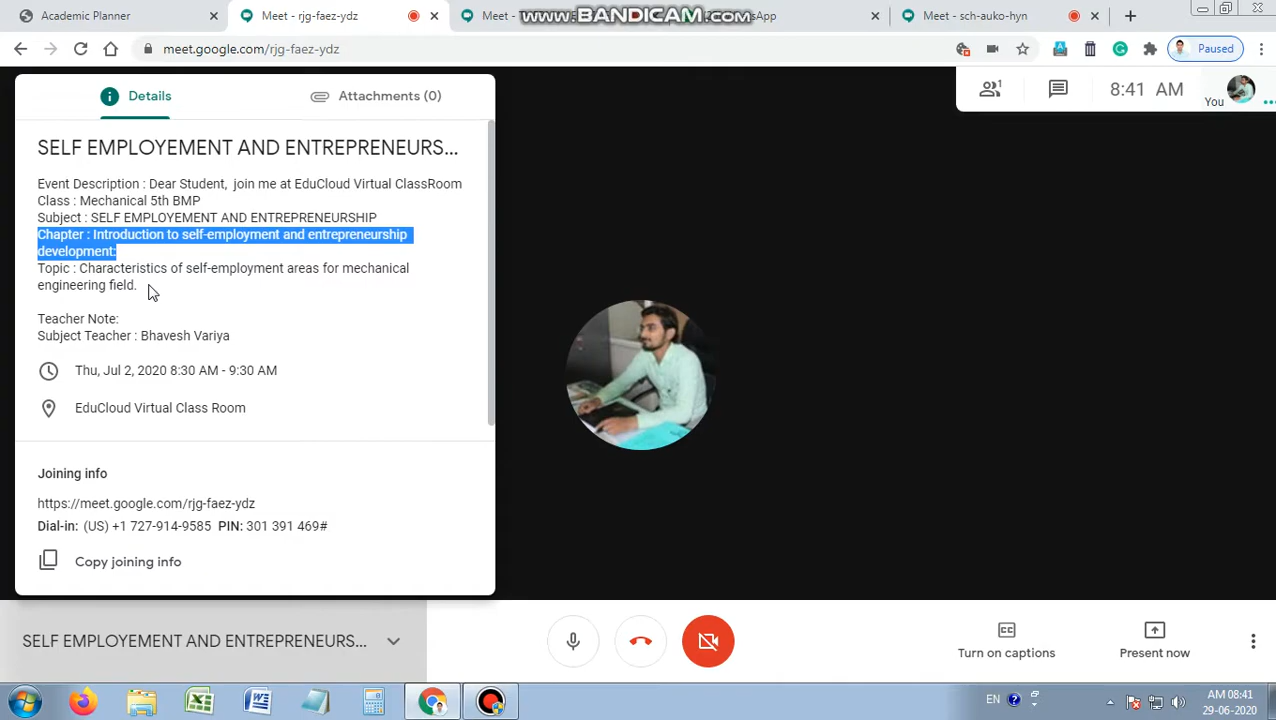 Academic Planner
Meet - rjg-faez-ydz
Meet -
www.BANDICAM.com
sApp
Meet - sch-auko-hyn
meet.google.com/rjg-faez-ydz
Paused
Details
Attachments (0)
8:41 AM
You
SELF EMPLOYEMENT AND ENTREPRENEURS...
Event Description : Dear Student, join me at EduCloud Virtual ClassRoom
Class : Mechanical 5th BMP
Subject : SELF EMPLOYEMENT AND ENTREPRENEURSHIP
Chapter : Introduction to self-employment and entrepreneurship
development:
Topic : Characteristics of self-employment areas for mechanical
engineering field.
Teacher Note:
Subject Teacher : Bhavesh Variya
Thu, Jul 2, 2020 8:30 AM - 9:30 AM
EduCloud Virtual Class Room
Joining info
https://meet.google.com/rjg-faez-ydz
Dial-in: (US) +1 727-914-9585 PIN: 301 391 469#
Copy joining info
SELF EMPLOYEMENT AND ENTREPRENEURS...
Turn on captions
Present now
EN
AM 08:41
29-06-2020